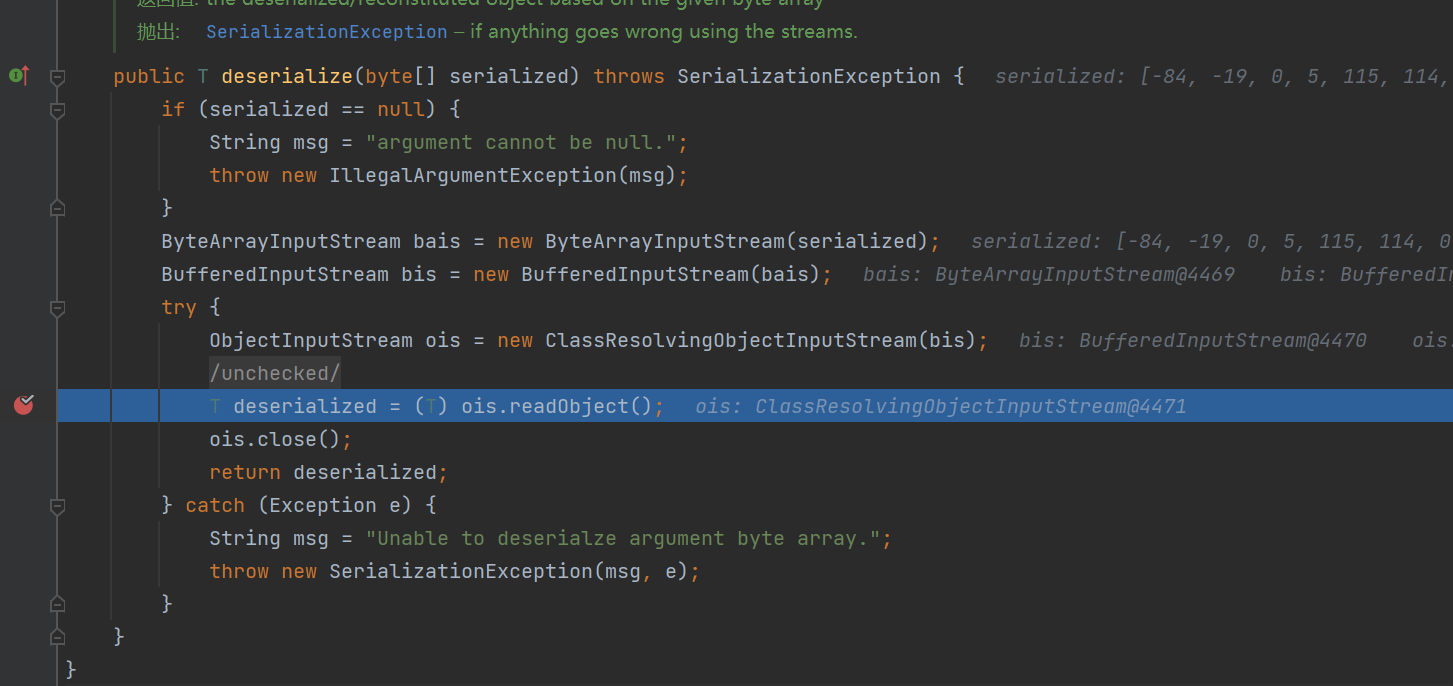 返回值: the deserialized/reconstituted object based on the given byte array
抛出: SerializationException – if anything goes wrong using the streams.
public T deserialize(byte[] serialized) throws SerializationException { serialized: [-84, -19, 0, 5, 115, 114,
if (serialized == null) {
String msg = "argument cannot be null.";
throw new IllegalArgumentException(msg);
}
ByteArrayInputStream bais = new ByteArrayInputStream(serialized); serialized: [-84, -19, 0, 5, 115, 114, 0
BufferedInputStream bis = new BufferedInputStream(bais); bais: ByteArrayInputStream@4469 bis: BufferedIn
try {
ObjectInputStream ois = new ClassResolvingObjectInputStream(bis); bis: BufferedInputStream@4470 ois:
/unchecked/
T deserialized = (T) ois.readObject(); ois: ClassResolvingObjectInputStream@4471
ois.close();
return deserialized;
} catch (Exception e) {
String msg = "Unable to deserialze argument byte array.";
throw new SerializationException(msg, e);
}
}
}